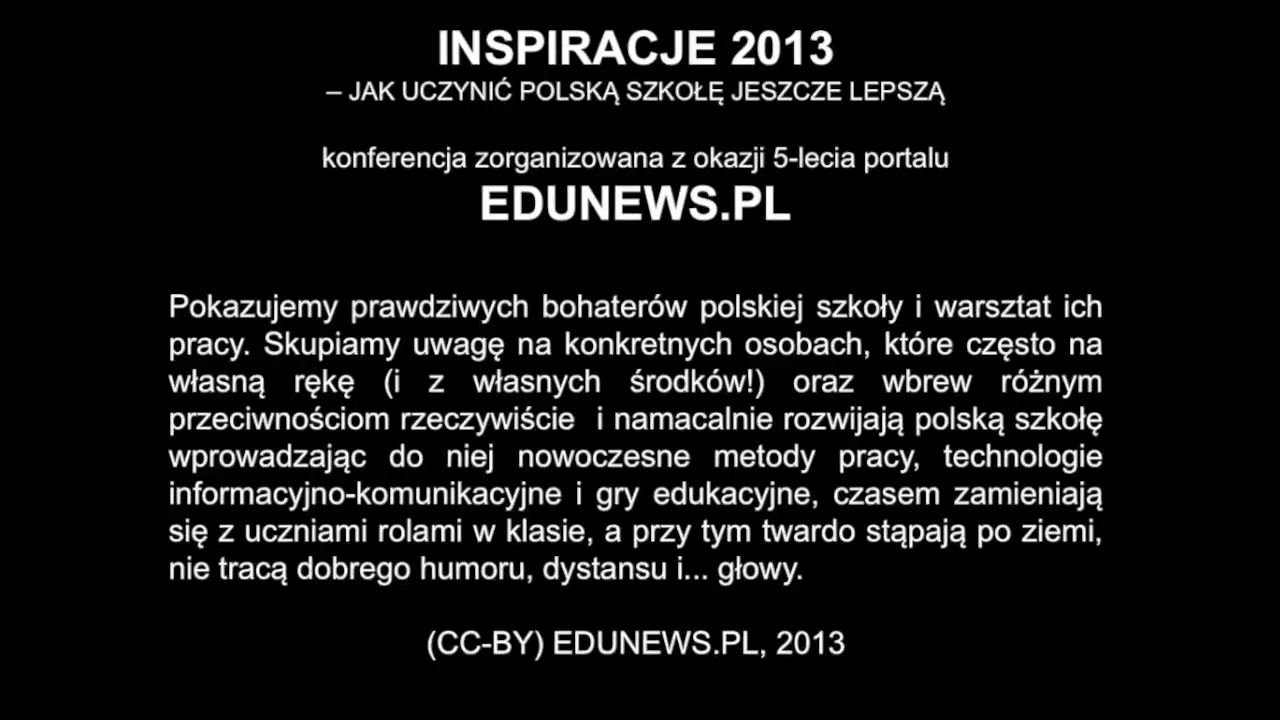 INSPIRACJE 2013
– JAK UCZYNIĆ POLSKĄ SZKOŁĘ JESZCZE LEPSZĄ
konferencja zorganizowana z okazji 5-lecia portalu
EDUNEWS.PL
Pokazujemy prawdziwych bohaterów polskiej szkoły i warsztat ich
pracy. Skupiamy uwagę na konkretnych osobach, które często na
własną rękę (i z własnych środków!) oraz wbrew różnym
przeciwnościom rzeczywiście i namacalnie rozwijają polską szkołę
wprowadzając do niej nowoczesne metody pracy, technologie
informacyjno-komunikacyjne i gry edukacyjne, czasem zamieniają
się z uczniami rolami w klasie, a przy tym twardo stąpają po ziemi,
nie tracą dobrego humoru, dystansu i... głowy.
(CC-BY) EDUNEWS.PL, 2013